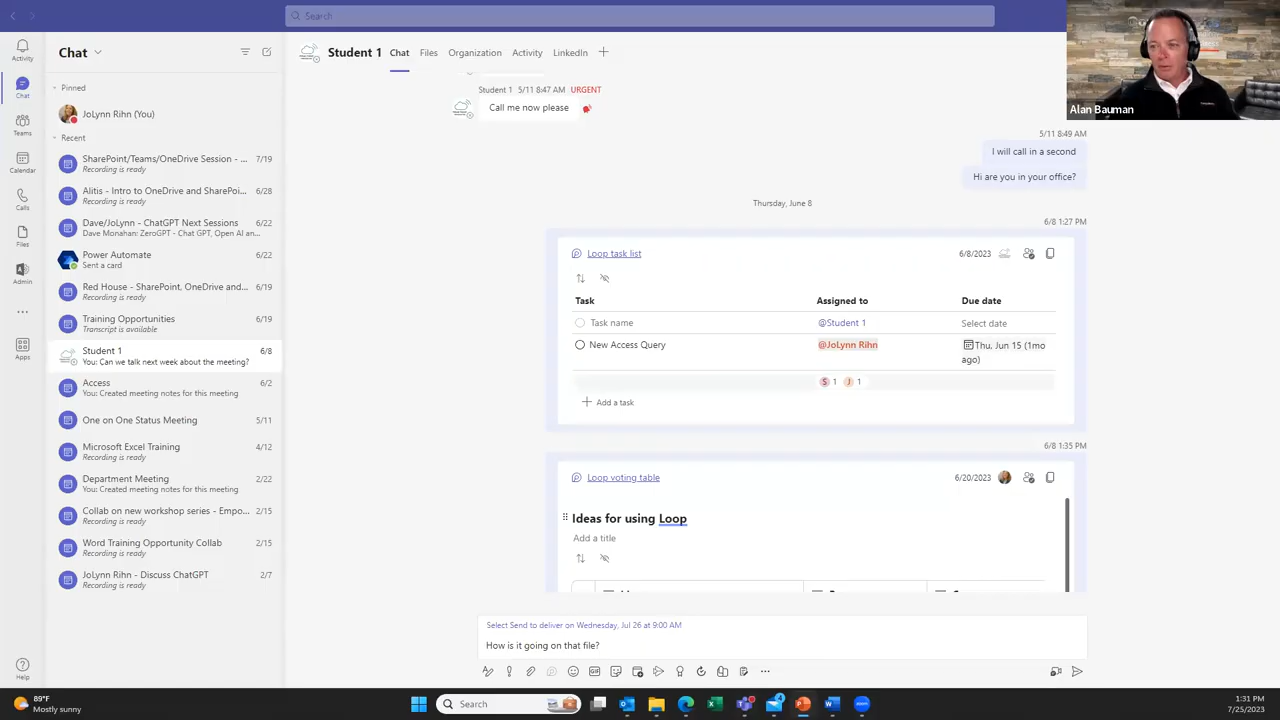 Search
Alan Bauman
Activity
Chat
Teams
Calendar
Calls
Files
Admin
Apps
Help
Chat
Pinned
JoLynn Rihn (You)
Recent
SharePoint/Teams/OneDrive Session - ... 7/19
Recording is ready
Alitis - Intro to OneDrive and SharePoi... 6/28
Recording is ready
Dave/JoLynn - ChatGPT Next Sessions 6/22
Dave Monahan: ZeroGPT - Chat GPT, Open AI an...
Power Automate 6/22
Sent a card
Red House - SharePoint, OneDrive and... 6/19
Recording is ready
Training Opportunities 6/19
Transcript is available
Student 1 6/8
You: Can we talk next week about the meeting?
Access 6/2
You: Created meeting notes for this meeting
One on One Status Meeting 5/11
Microsoft Excel Training 4/12
Recording is ready
Department Meeting 2/22
You: Created meeting notes for this meeting
Collab on new workshop series - Empo... 2/15
Recording is ready
Word Training Opportunity Collab 2/15
Recording is ready
JoLynn Rihn - Discuss ChatGPT 2/7
Recording is ready
Student 1 Chat Files Organization Activity LinkedIn
Student 1 5/11 8:47 AM URGENT
Call me now please
5/11 8:49 AM
I will call in a second
Hi are you in your office?
Thursday, June 8
6/8 1:27 PM
Loop task list 6/8/2023
Task Assigned to Due date
Task name @Student 1 Select date
New Access Query @JoLynn Rihn Thu, Jun 15 (1mo
ago)
S 1 J 1
Add a task
6/8 1:35 PM
Loop voting table 6/20/2023
Ideas for using Loop
Add a title
Select Send to deliver on Wednesday, Jul 26 at 9:00 AM
How is it going on that file?
GIF
89°F
Mostly sunny
Search
1:31 PM
7/25/2023